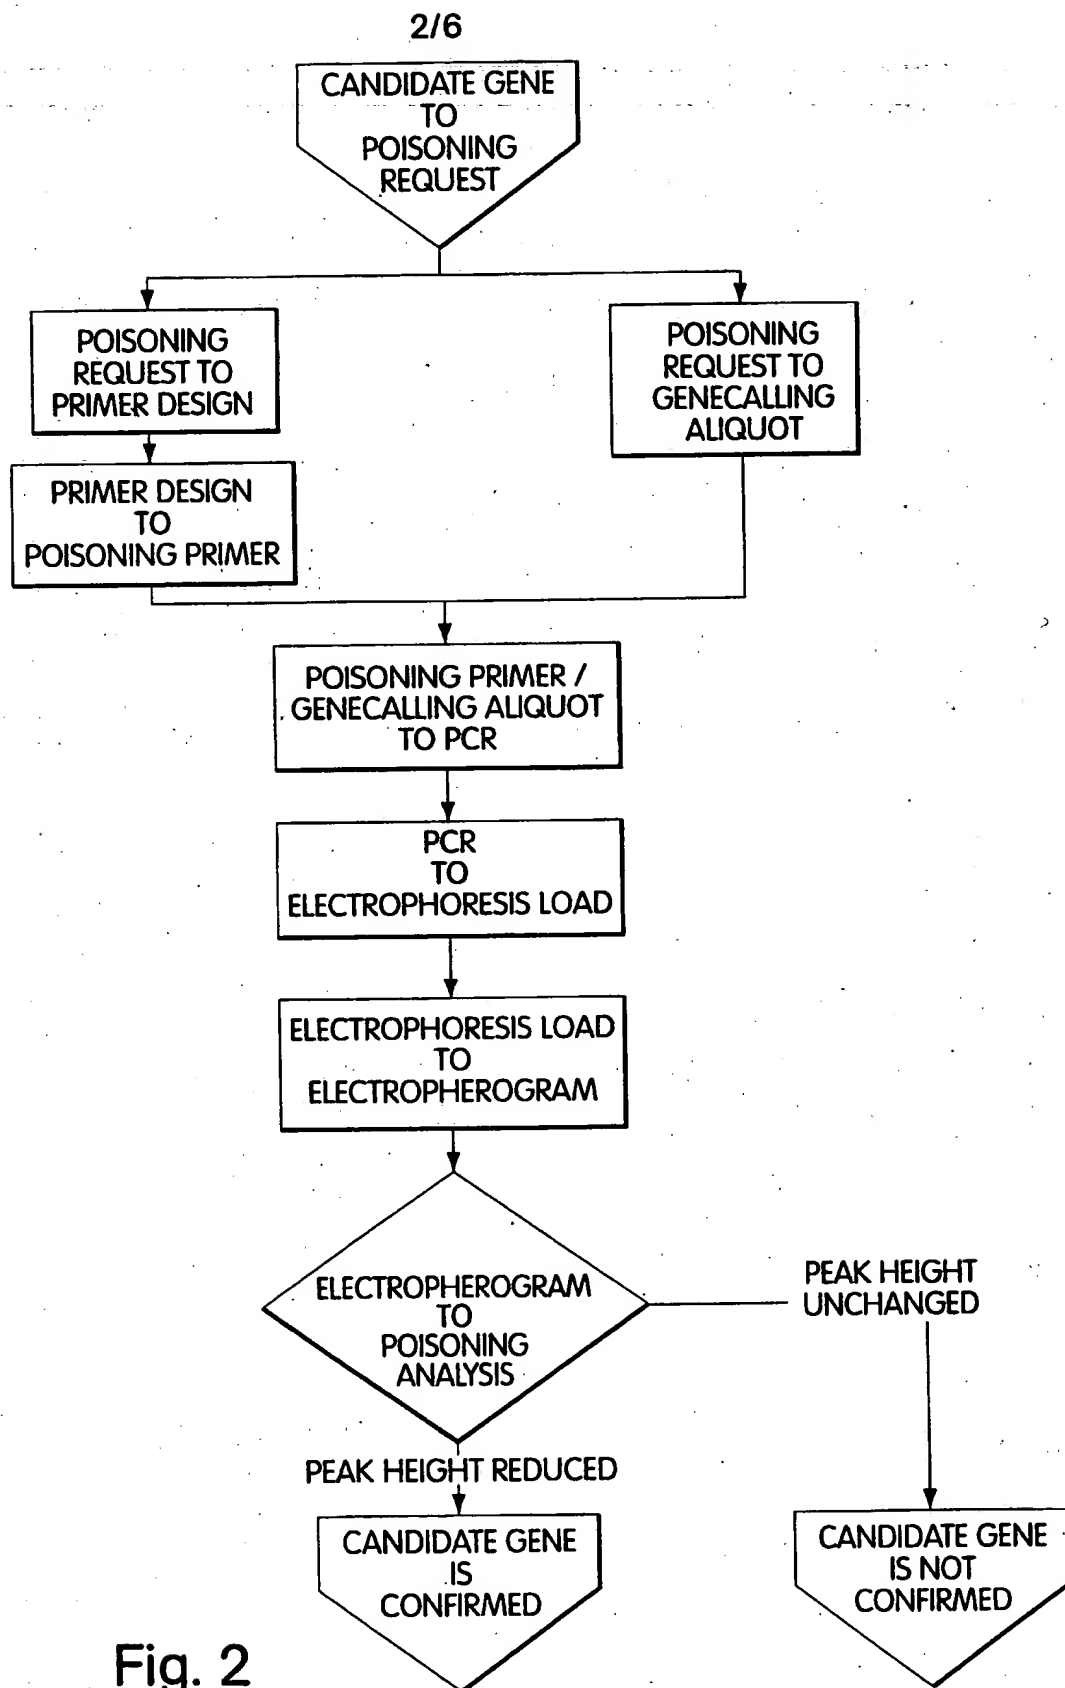 2/6
CANDIDATE GENE
TO
POISONING
REQUEST
POISONING
REQUEST TO
PRIMER DESIGN
POISONING
REQUEST TO
GENECALLING
ALIQUOT
PRIMER DESIGN
TO
POISONING PRIMER
POISONING PRIMER /
GENECALLING ALIQUOT
TO PCR
PCR
TO
ELECTROPHORESIS LOAD
ELECTROPHORESIS LOAD
TO
ELECTROPHEROGRAM
ELECTROPHEROGRAM
TO
POISONING
ANALYSIS
PEAK HEIGHT
UNCHANGED
PEAK HEIGHT REDUCED
CANDIDATE GENE
IS
CONFIRMED
CANDIDATE GENE
IS NOT
CONFIRMED
Fig. 2